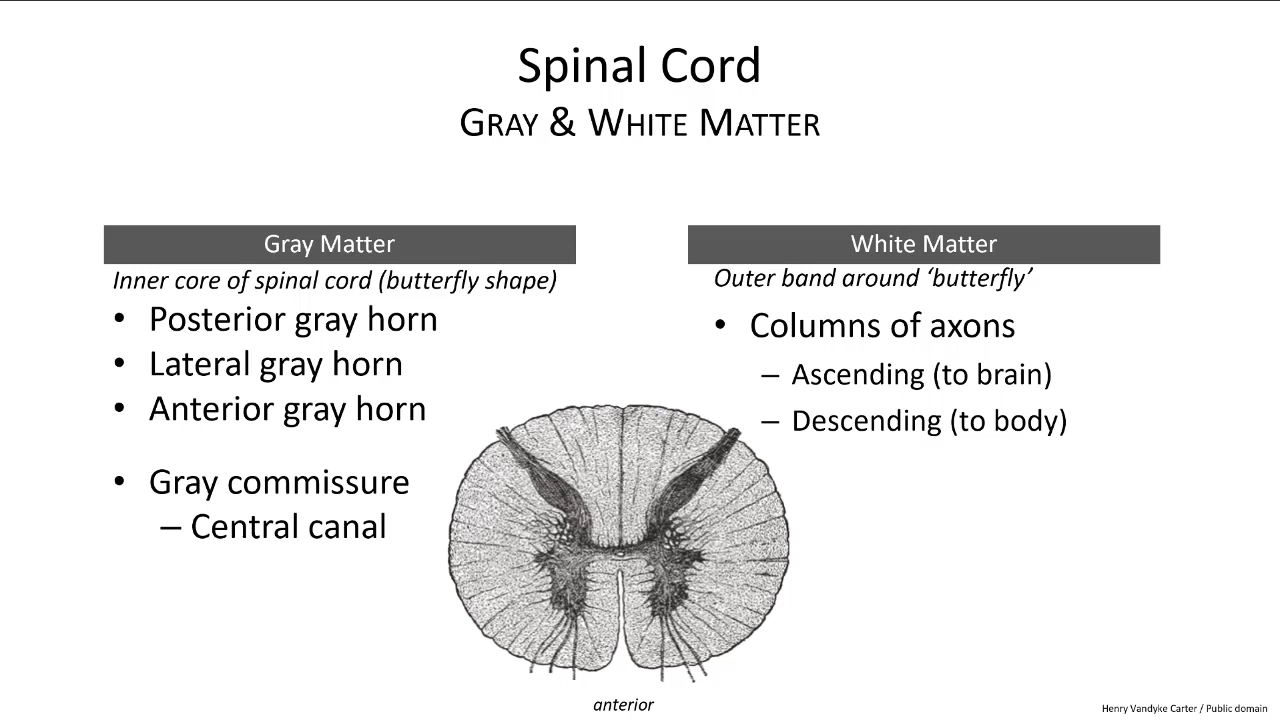 Spinal Cord
GRAY & WHITE MATTER
Gray Matter
Inner core of spinal cord (butterfly shape)
• Posterior gray horn
• Lateral gray horn
• Anterior gray horn
• Gray commissure
– Central canal
White Matter
Outer band around ‘butterfly’
• Columns of axons
– Ascending (to brain)
– Descending (to body)
anterior
Henry Vandyke Carter / Public domain